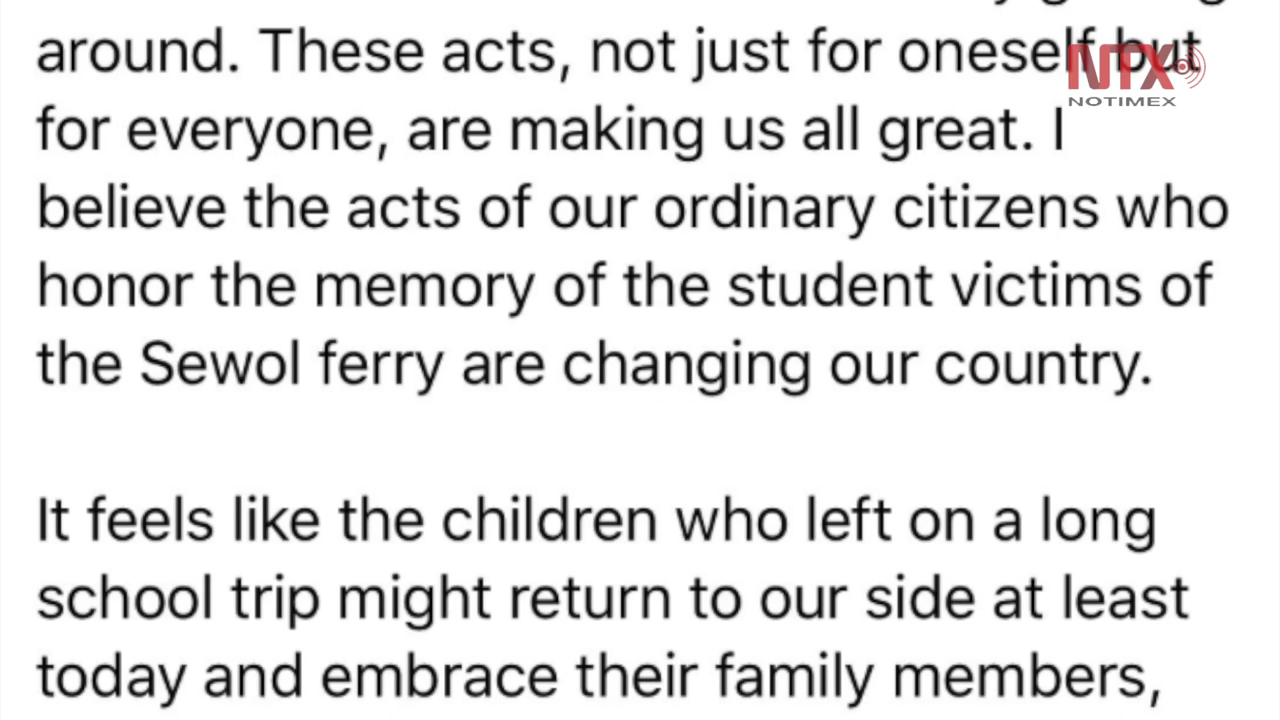 around. These acts, not just for oneself but
for everyone, are making us all great. I
believe the acts of our ordinary citizens who
honor the memory of the student victims of
the Sewol ferry are changing our country.
It feels like the children who left on a long
school trip might return to our side at least
today and embrace their family members,
NTX
NOTIMEX